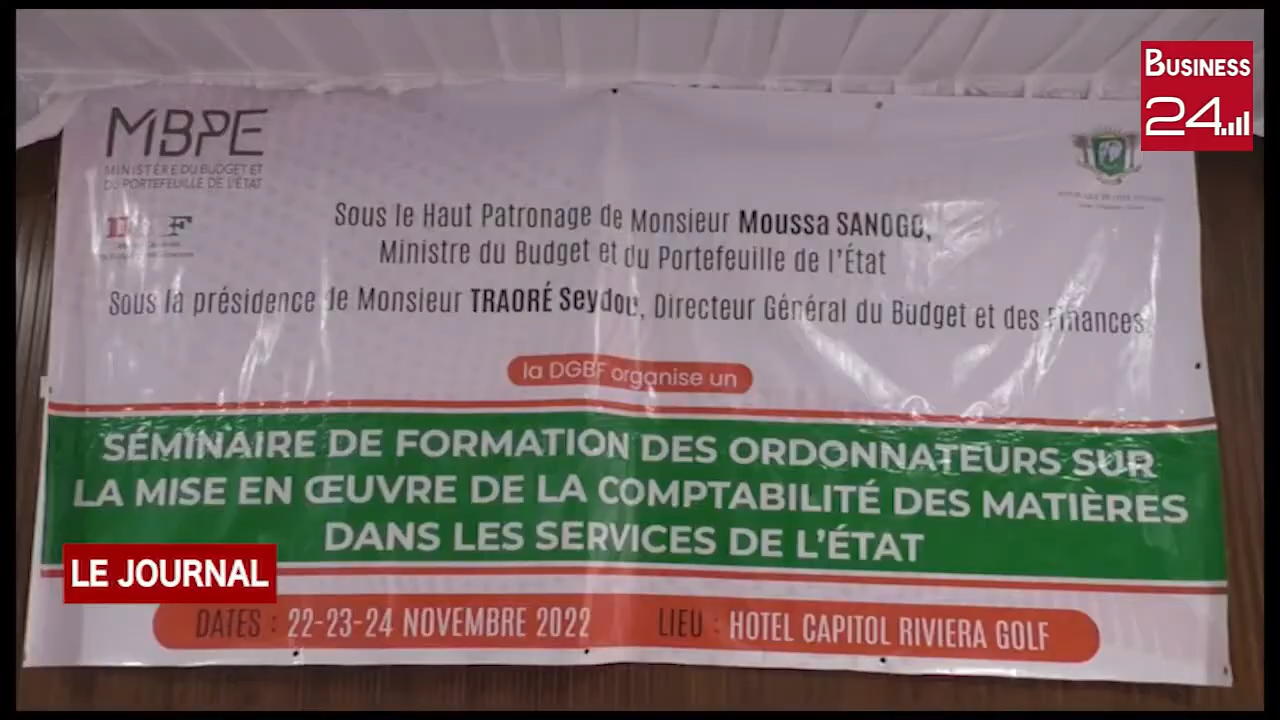 BUSINESS
24
MBPE
MINISTÈRE DU BUDGET ET
DU PORTEFEUILLE DE L'ÉTAT
Sous le Haut Patronage de Monsieur Moussa SANOGO,
Ministre du Budget et du Portefeuille de l'État
Sous la présidence de Monsieur TRAORÉ Seydou, Directeur Général du Budget et des Finances,
la DGBF organise un
SÉMINAIRE DE FORMATION DES ORDONNATEURS SUR
LA MISE EN ŒUVRE DE LA COMPTABILITÉ DES MATIÈRES
DANS LES SERVICES DE L'ÉTAT
LE JOURNAL
DATES : 22-23-24 NOVEMBRE 2022 LIEU : HOTEL CAPITOL RIVIERA GOLF